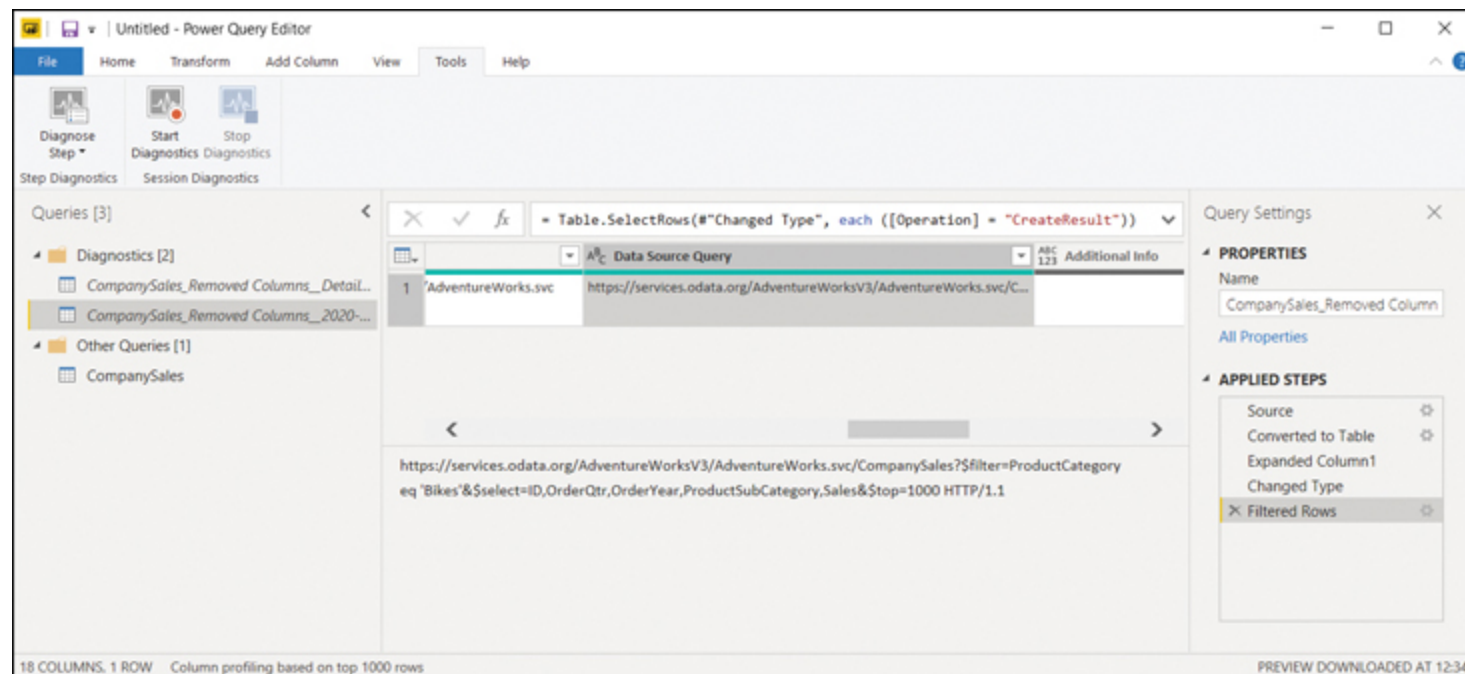 Untitled - Power Query Editor
File Home Transform Add Column View Tools Help
Diagnose Step
Start Diagnostics
Stop Diagnostics
Step Diagnostics
Session Diagnostics
Queries [3]
Diagnostics [2]
CompanySales_Removed Columns__Detail...
CompanySales_Removed Columns__2020-...
Other Queries [1]
CompanySales
fx = Table.SelectRows(#"Changed Type", each ([Operation] = "CreateResult"))
ABC Data Source Query
ABC 123 Additional Info
1 'AdventureWorks.svc https://services.odata.org/AdventureWorksV3/AdventureWorks.svc/C...
https://services.odata.org/AdventureWorksV3/AdventureWorks.svc/CompanySales?$filter=ProductCategory
eq 'Bikes'&$select=ID,OrderQtr,OrderYear,ProductSubCategory,Sales&$top=1000 HTTP/1.1
Query Settings
PROPERTIES
Name
CompanySales_Removed Column
All Properties
APPLIED STEPS
Source
Converted to Table
Expanded Column1
Changed Type
Filtered Rows
18 COLUMNS, 1 ROW Column profiling based on top 1000 rows
PREVIEW DOWNLOADED AT 12:34